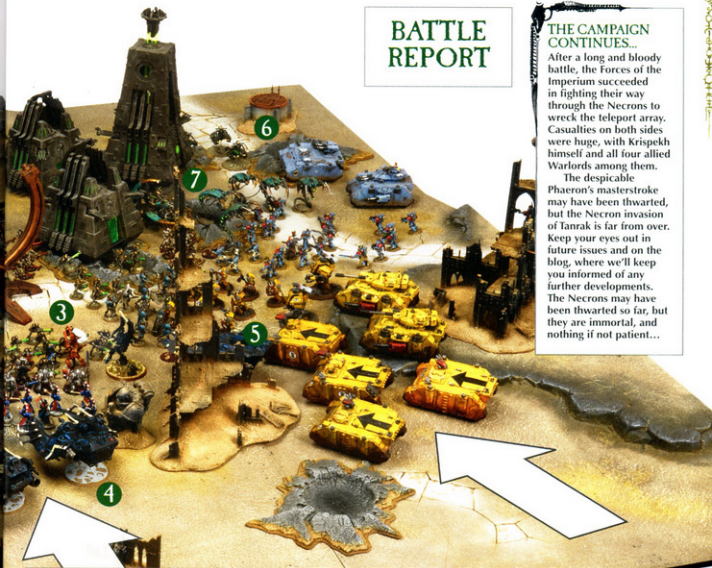 BATTLE
REPORT
THE CAMPAIGN
CONTINUES...
After a long and bloody
battle, the Forces of the
Imperium succeeded
in fighting their way
through the Necrons to
wreck the teleport array.
Casualties on both sides
were huge, with Krispekh
himself and all four allied
Warlords among them.
The despicable
Phaeron's masterstroke
may have been thwarted,
but the Necron invasion
of Tanrak is far from over.
Keep your eyes out in
future issues and on the
blog, where we'll keep
you informed of any
further developments.
The Necrons may have
been thwarted so far, but
they are immortal, and
nothing if not patient...
6
7
3
5
4